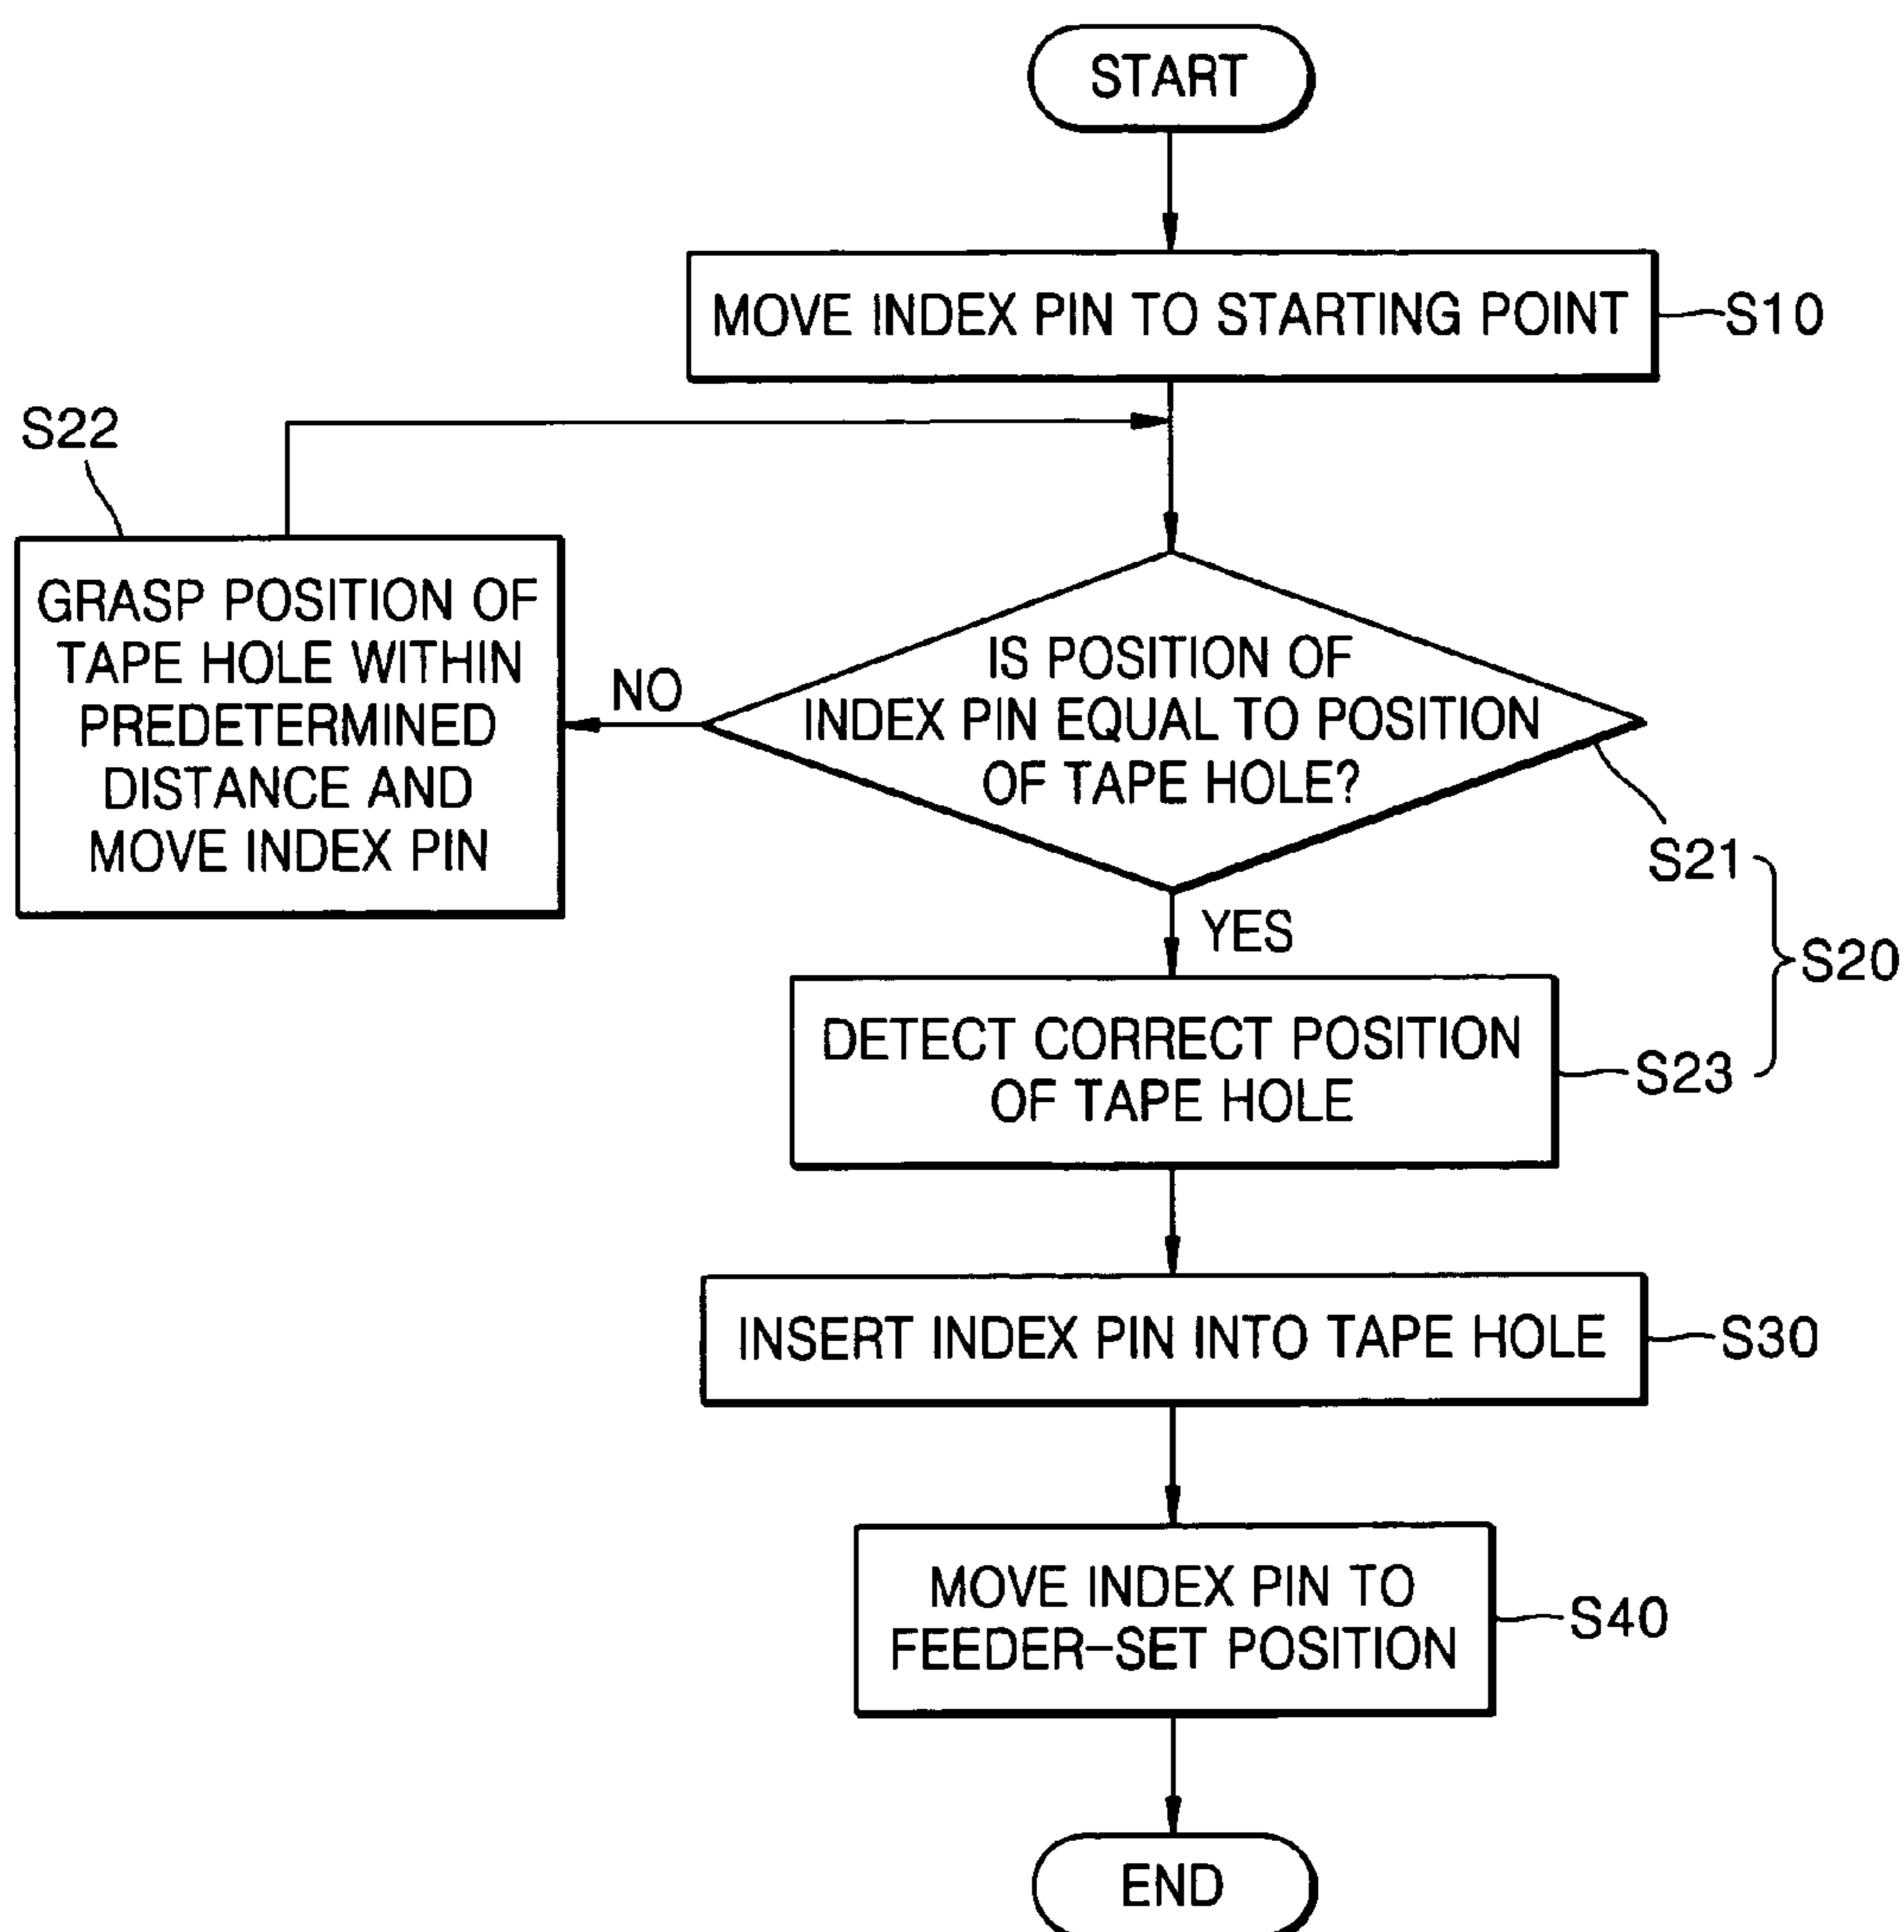 START
MOVE INDEX PIN TO STARTING POINT
S10
S22
GRASP POSITION OF
TAPE HOLE WITHIN
PREDETERMINED
DISTANCE AND
MOVE INDEX PIN
NO
IS POSITION OF
INDEX PIN EQUAL TO POSITION
OF TAPE HOLE?
S21
YES
S20
DETECT CORRECT POSITION
OF TAPE HOLE
S23
INSERT INDEX PIN INTO TAPE HOLE
S30
MOVE INDEX PIN TO
FEEDER-SET POSITION
S40
END